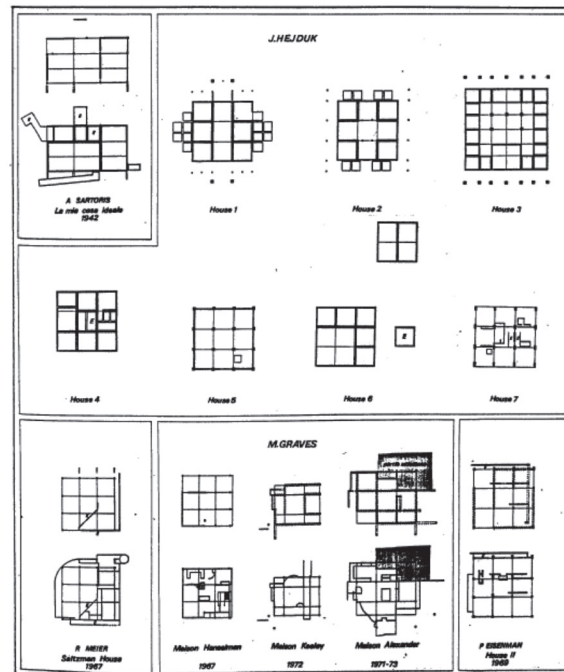 J.HEJDUK
A SARTORIS
La mia casa ideale
1942
House 1
House 2
House 3
E
House 4
House 5
House 6
E
House 7
M.GRAVES
R MEIER
Saltzman House
1967
Maison Hanselman
1967
Maison Keeley
1972
Maison Alexander
1971-73
P EISENMAN
House II
1969